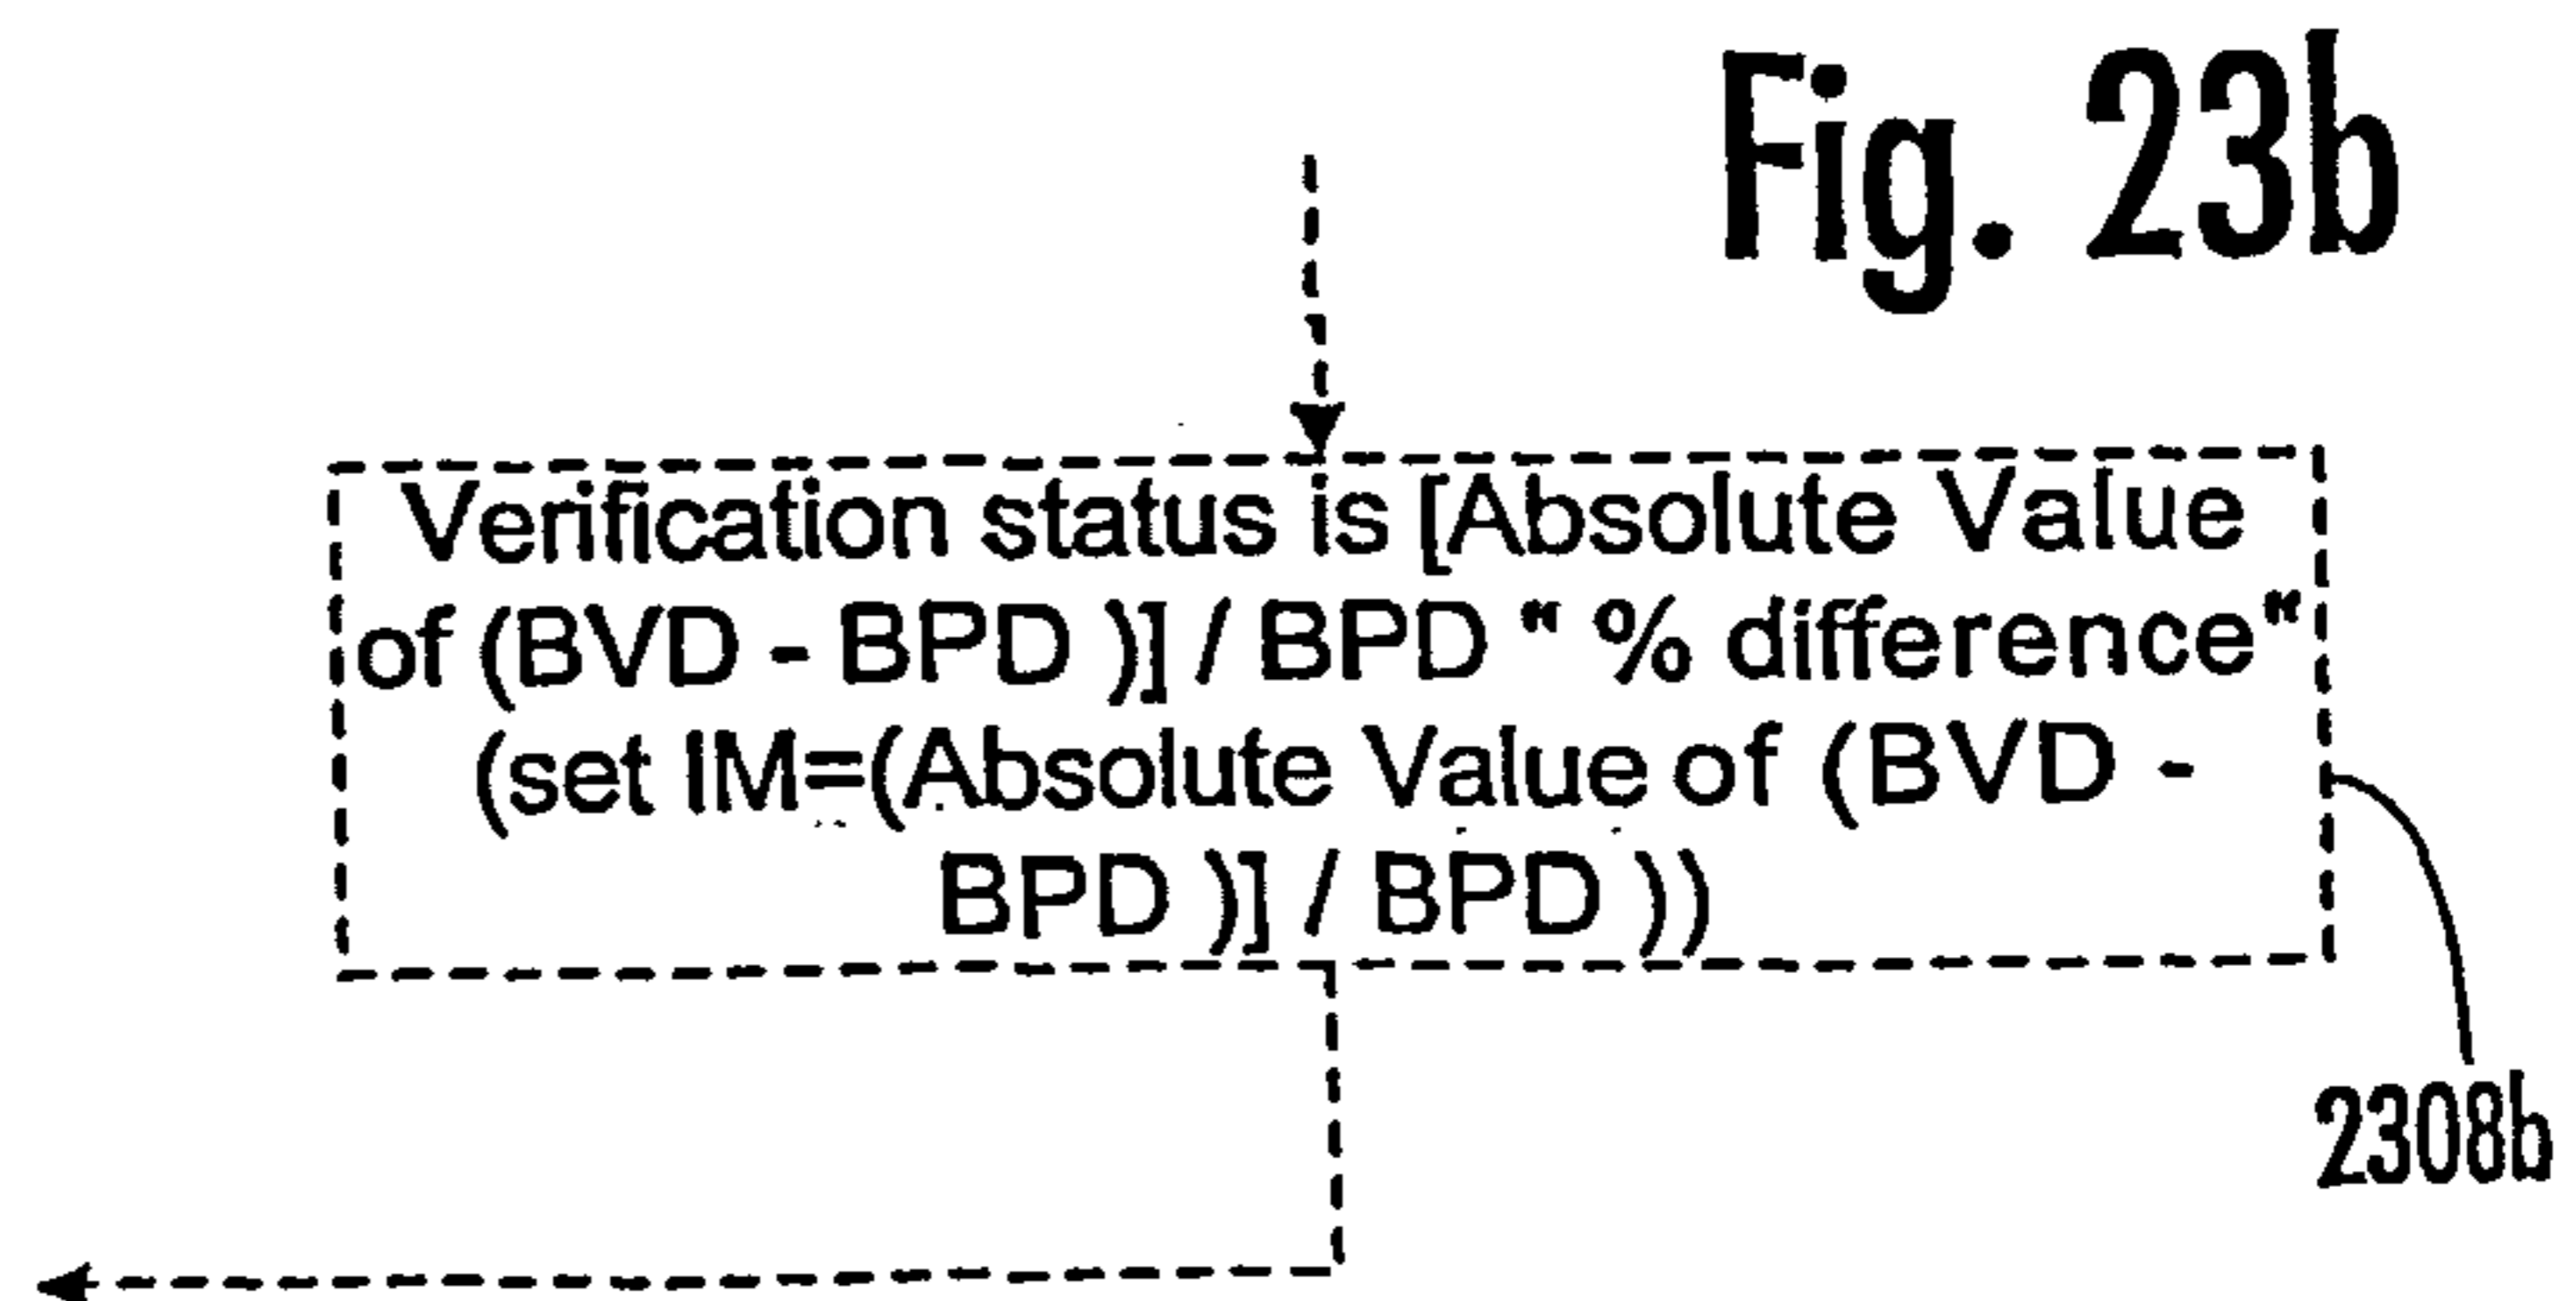 Fig. 23b
Verification status is [Absolute Value
of (BVD - BPD )] / BPD " % difference"
(set IM=(Absolute Value of (BVD -
BPD )] / BPD ))
2308b